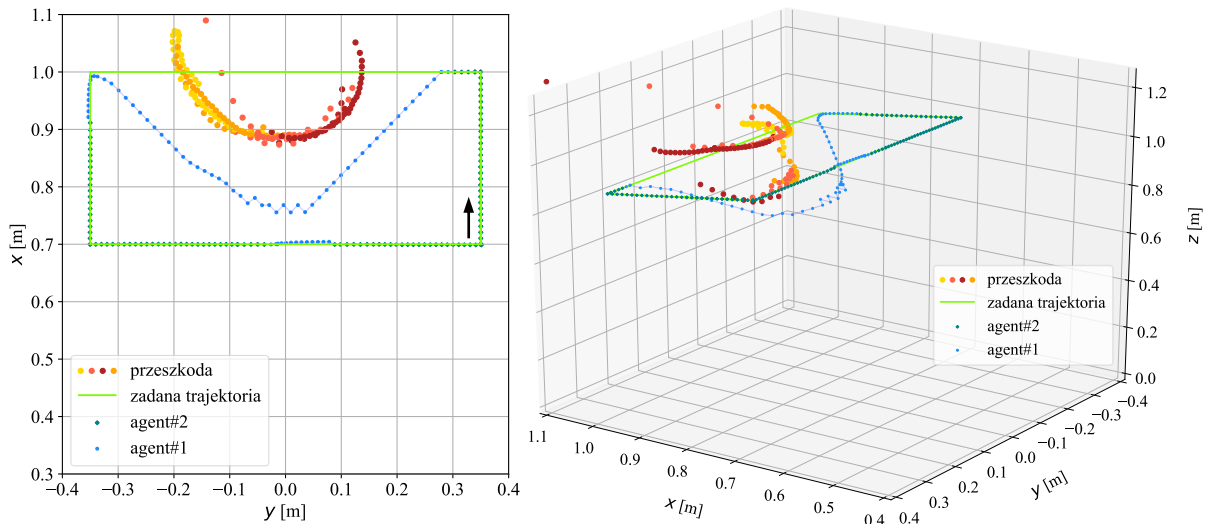 1.1
1.0
0.9
0.8
0.7
0.6
0.5
0.4
0.3
x [m]
−0.4 −0.3 −0.2 −0.1 0.0 0.1 0.2 0.3 0.4
y [m]
przeszkoda
zadana trajektoria
agent#2
agent#1
1.2
1.0
0.8
0.6
0.4
0.2
0.0
z [m]
przeszkoda
zadana trajektoria
agent#2
agent#1
1.1 1.0 0.9 0.8 0.7 0.6 0.5 0.4
x [m]
0.4 0.3 0.2 0.1 0.0 −0.1 −0.2 −0.3 −0.4
y [m]